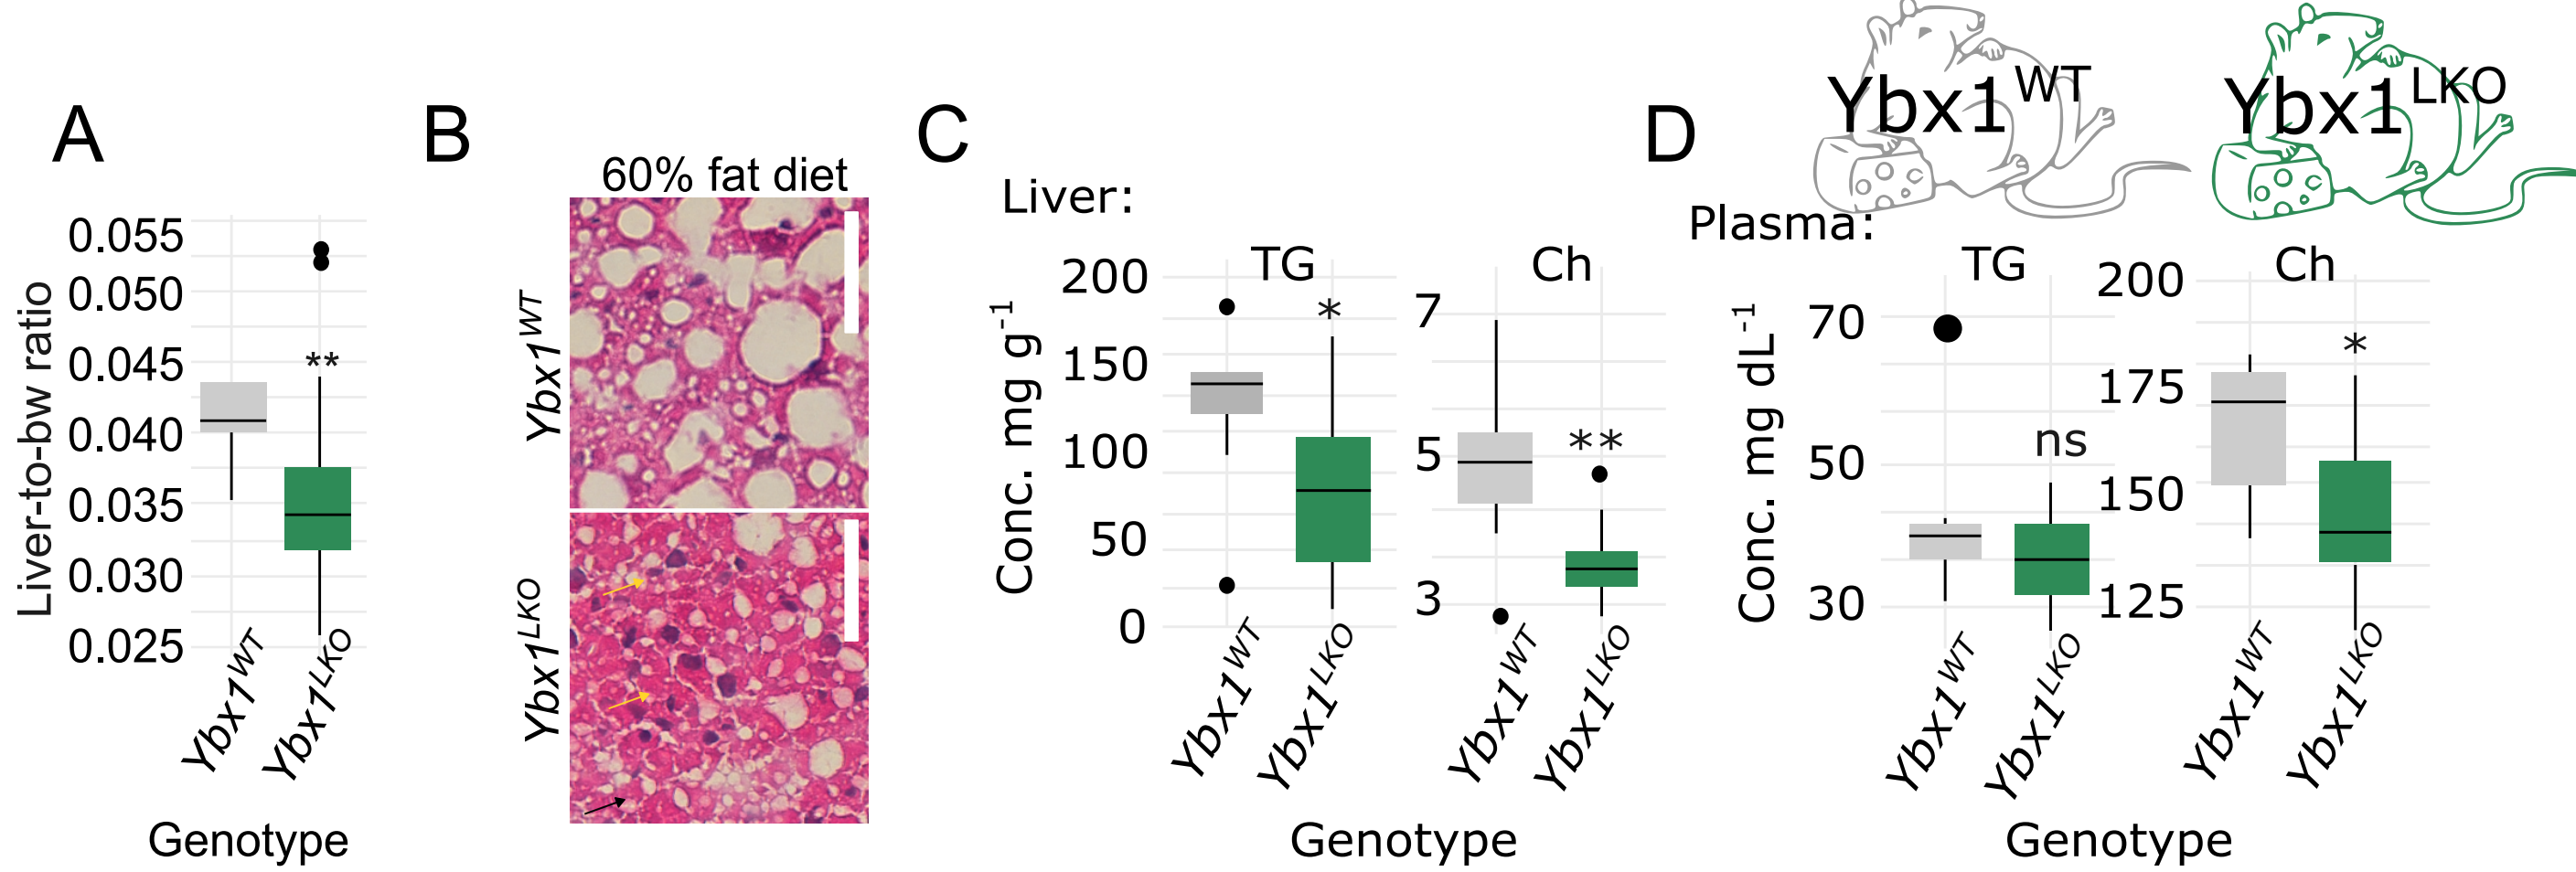 A
Liver-to-bw ratio
0.055
0.050
0.045
0.040
0.035
0.030
0.025
**
Ybx1WT
Ybx1LKO
Genotype
B
60% fat diet
Ybx1WT
Ybx1LKO
C
Liver:
Conc. mg g-1
TG
200
150
100
50
0
*
Ybx1WT
Ybx1LKO
Ch
7
5
3
**
Ybx1WT
Ybx1LKO
Genotype
D
Ybx1WT
Ybx1LKO
Plasma:
Conc. mg dL-1
TG
70
50
30
ns
Ybx1WT
Ybx1LKO
Ch
200
175
150
125
*
Ybx1WT
Ybx1LKO
Genotype